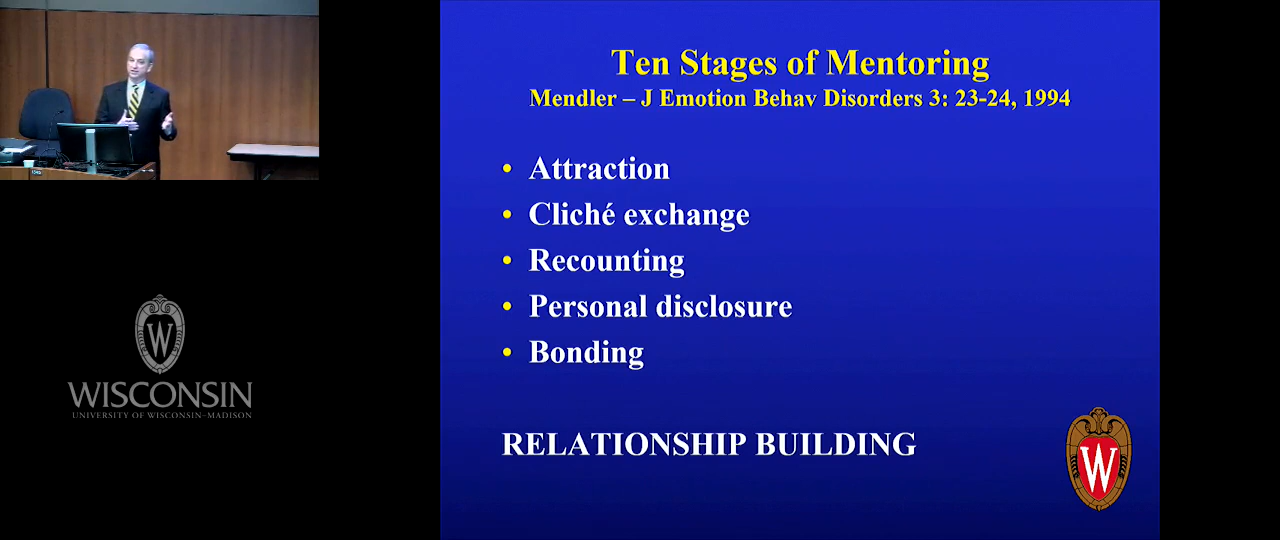 Ten Stages of Mentoring
Mendler – J Emotion Behav Disorders 3: 23-24, 1994
• Attraction
• Cliché exchange
• Recounting
• Personal disclosure
• Bonding
RELATIONSHIP BUILDING
W
W
WISCONSIN
UNIVERSITY OF WISCONSIN–MADISON